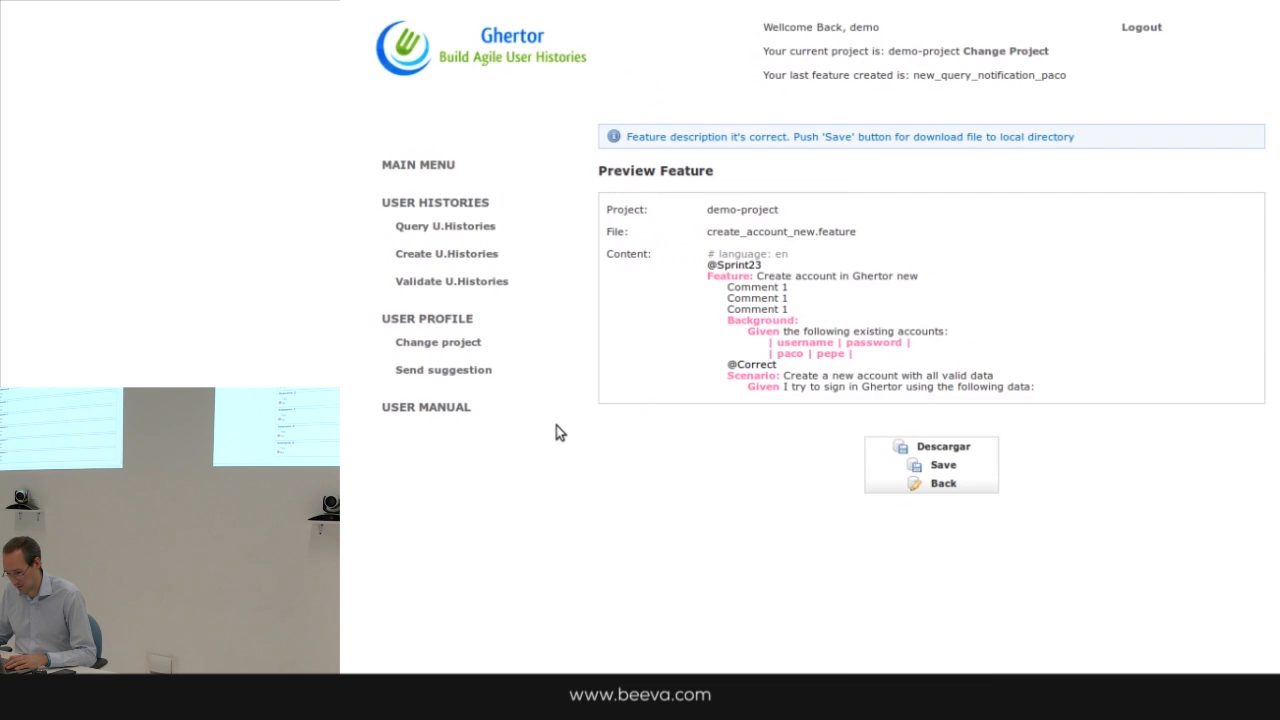 Ghertor
Build Agile User Histories
Wellcome Back, demo
Logout
Your current project is: demo-project Change Project
Your last feature created is: new_query_notification_paco
Feature description it's correct. Push 'Save' button for download file to local directory
MAIN MENU
USER HISTORIES
Query U.Histories
Create U.Histories
Validate U.Histories
USER PROFILE
Change project
Send suggestion
USER MANUAL
Preview Feature
Project: demo-project
File: create_account_new.feature
Content: # language: en
@Sprint23
Feature: Create account in Ghertor new
Comment 1
Comment 1
Comment 1
Background:
Given the following existing accounts:
| username | password |
| paco | pepe |
@Correct
Scenario: Create a new account with all valid data
Given I try to sign in Ghertor using the following data:
Descargar
Save
Back
www.beeva.com